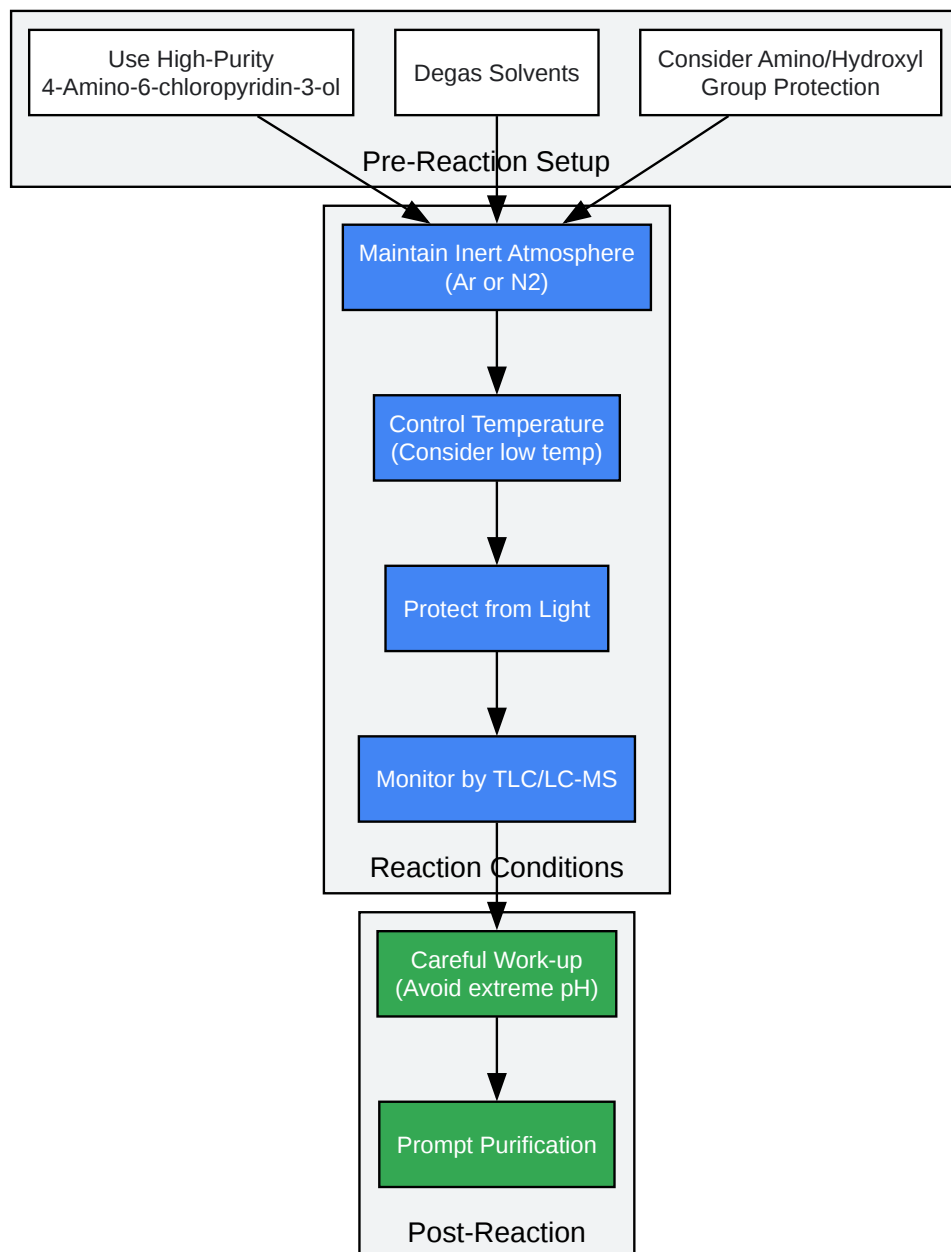 Use High-Purity
4-Amino-6-chloropyridin-3-ol
Degas Solvents
Consider Amino/Hydroxyl
Group Protection
Pre-Reaction Setup
Maintain Inert Atmosphere
(Ar or N2)
Control Temperature
(Consider low temp)
Protect from Light
Monitor by TLC/LC-MS
Reaction Conditions
Careful Work-up
(Avoid extreme pH)
Prompt Purification
Post-Reaction